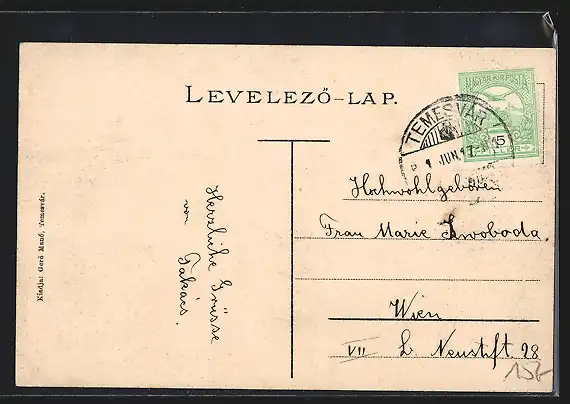 LEVELEZŐ-LAP.
MAGYAR KIR. POSTA
TEMESVÁR
JUN. 17
5
Hochwohlgeboren
Frau Marie Swoboda.
Wien
VII L. Neustift 28
Herzliche Grüsse
von
Takács.
Kiadja: Gerő Manó, Temesvár.